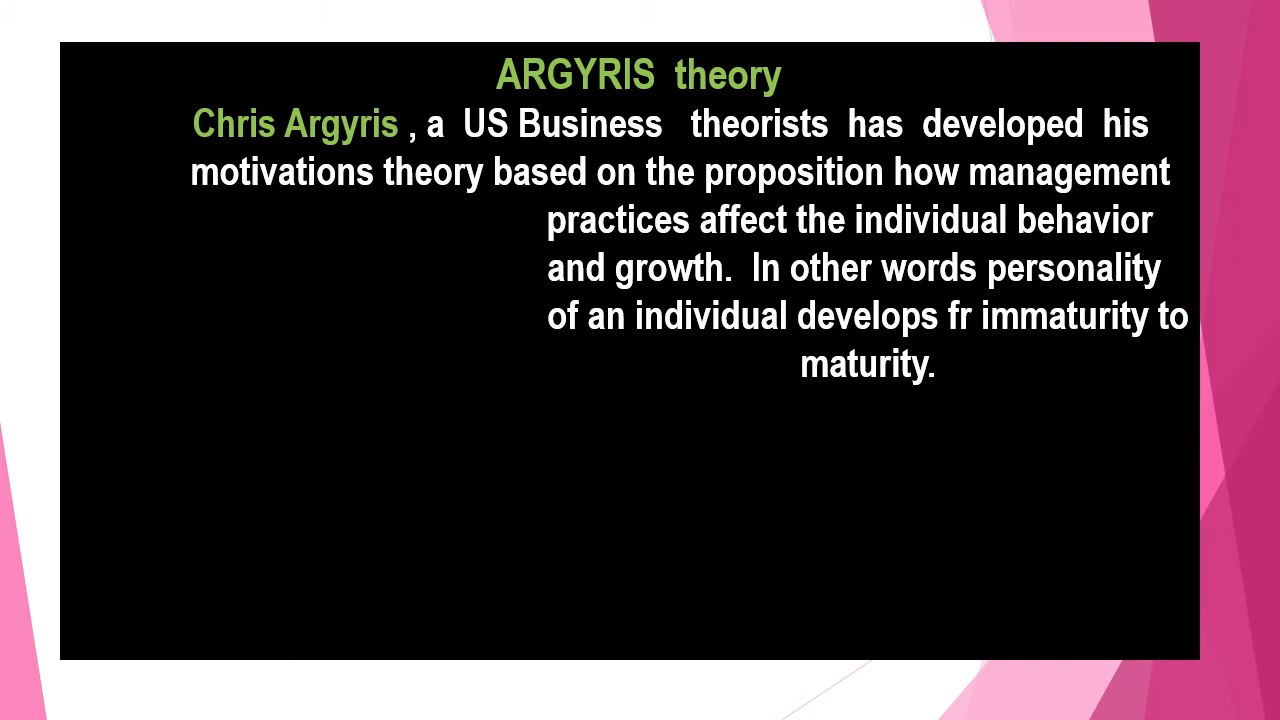 ARGYRIS theory
Chris Argyris , a US Business theorists has developed his
motivations theory based on the proposition how management
practices affect the individual behavior
and growth. In other words personality
of an individual develops fr immaturity to
maturity.